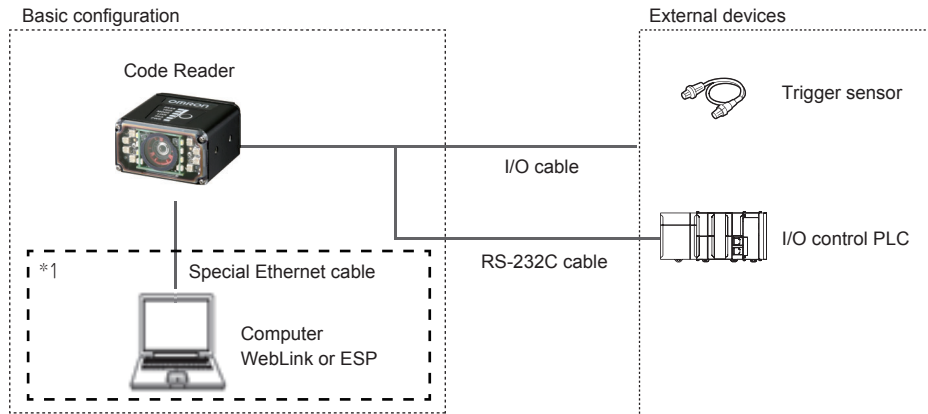 Basic configuration
External devices
Code Reader
omron
Trigger sensor
I/O cable
I/O control PLC
RS-232C cable
*1
Special Ethernet cable
Computer
WebLink or ESP